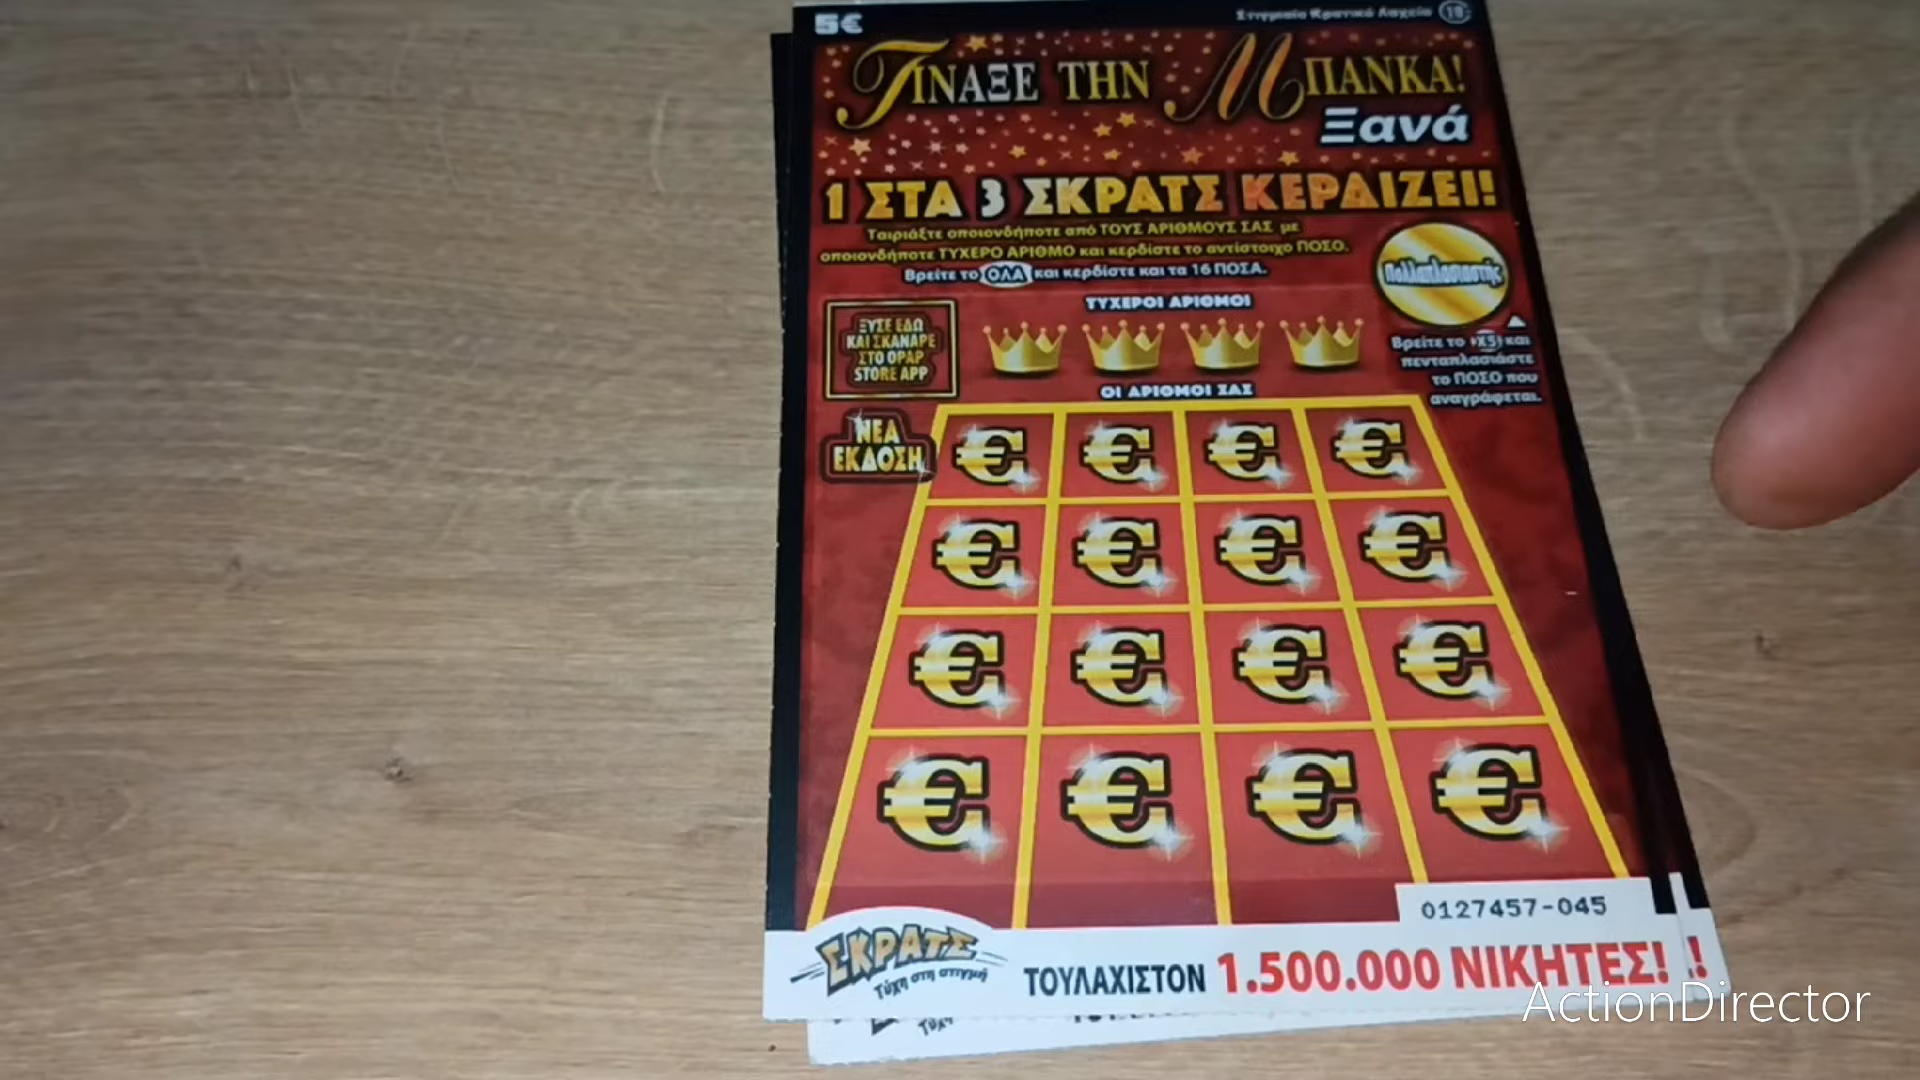 5€
Στιγμιαίο Κρατικό Λαχείο 18
ΤΙΝΑΞΕ ΤΗΝ ΜΠΑΝΚΑ!
Ξανά
1 ΣΤΑ 3 ΣΚΡΑΤΣ ΚΕΡΔΙΖΕΙ!
Ταιριάξτε οποιονδήποτε από ΤΟΥΣ ΑΡΙΘΜΟΥΣ ΣΑΣ με
οποιονδήποτε ΤΥΧΕΡΟ ΑΡΙΘΜΟ και κερδίστε το αντίστοιχο ΠΟΣΟ.
Βρείτε το ΟΛΑ και κερδίστε και τα 16 ΠΟΣΑ.
Πολλαπλασιαστής
ΤΥΧΕΡΟΙ ΑΡΙΘΜΟΙ
ΞΥΣΕ ΕΔΩ
ΚΑΙ ΣΚΑΝΑΡΕ
ΣΤΟ OPAP
STORE APP
Βρείτε το X5 και
πενταπλασιάστε
το ΠΟΣΟ που
αναγράφεται.
ΟΙ ΑΡΙΘΜΟΙ ΣΑΣ
ΝΕΑ
ΕΚΔΟΣΗ
€ € € €
€ € € €
€ € € €
€ € € €
0127457-045
ΣΚΡΑΤΣ
Τύχη στη στιγμή
ΤΟΥΛΑΧΙΣΤΟΝ 1.500.000 ΝΙΚΗΤΕΣ! !
ActionDirector